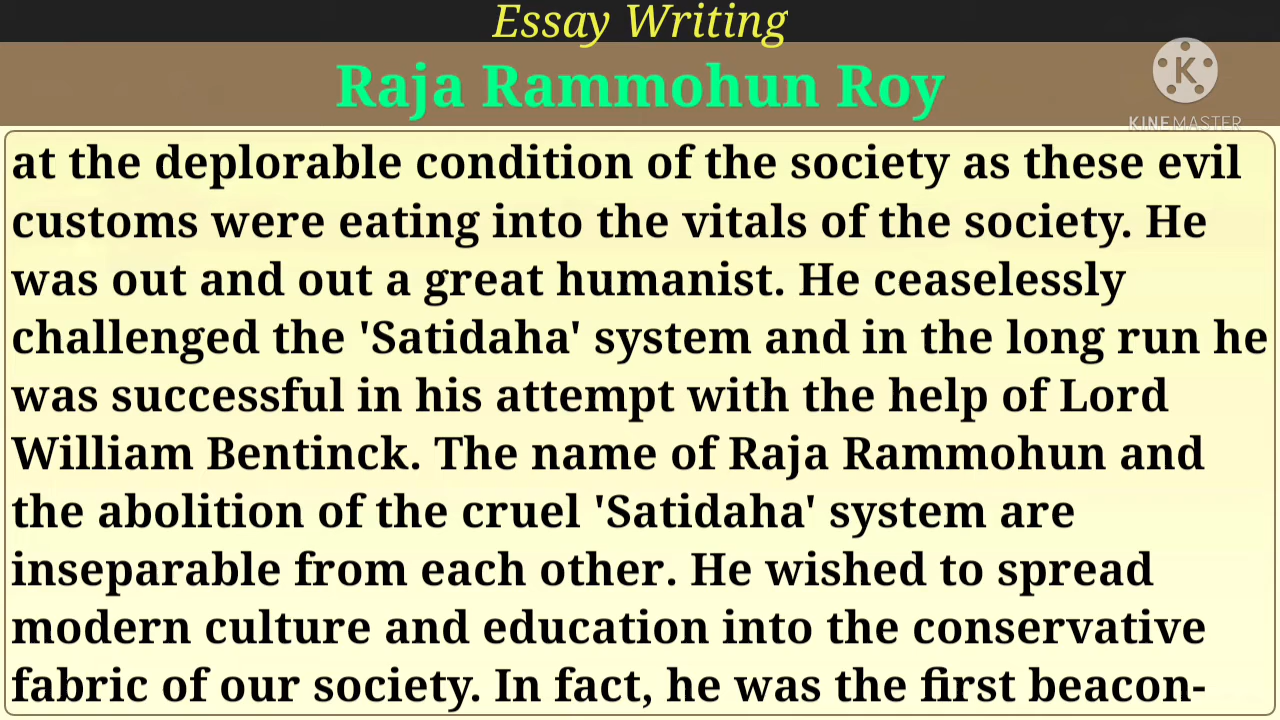 Essay Writing
Raja Rammohun Roy
K
KINEMASTER
at the deplorable condition of the society as these evil
customs were eating into the vitals of the society. He
was out and out a great humanist. He ceaselessly
challenged the 'Satidaha' system and in the long run he
was successful in his attempt with the help of Lord
William Bentinck. The name of Raja Rammohun and
the abolition of the cruel 'Satidaha' system are
inseparable from each other. He wished to spread
modern culture and education into the conservative
fabric of our society. In fact, he was the first beacon-